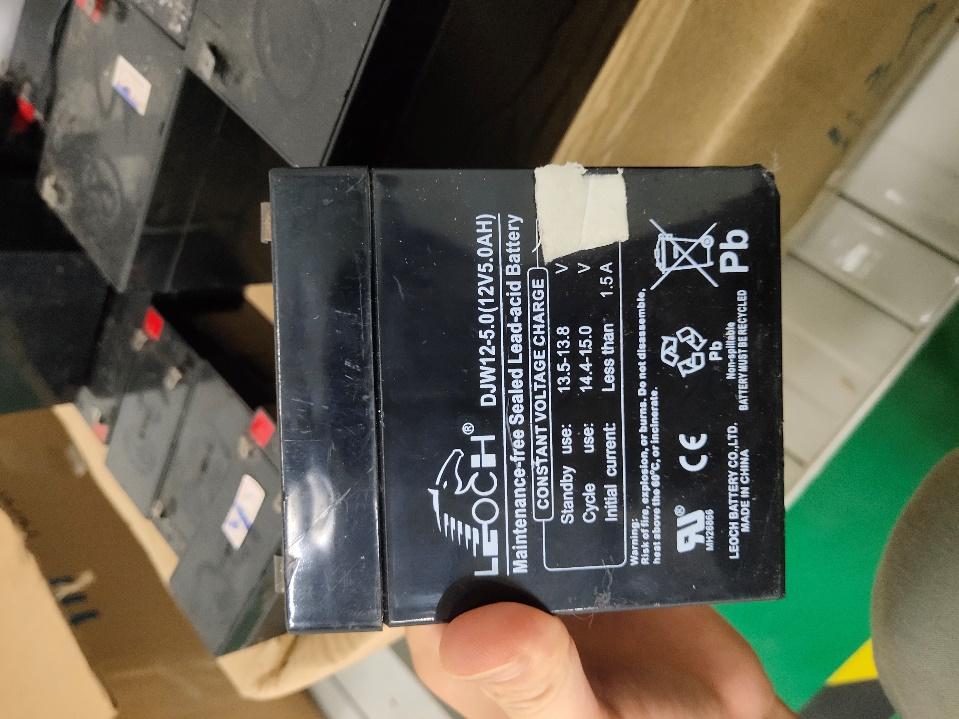 LEOCH® DJW12-5.0(12V5.0AH)
Maintenance-free Sealed Lead-acid Battery
CONSTANT VOLTAGE CHARGE
Standby use: 13.5-13.8 V
Cycle use: 14.4-15.0 V
Initial current: Less than 1.5 A
Warning:
Risk of fire, explosion, or burns. Do not disassemble,
heat above the 60°C, or incinerate.
MH26866
CE
Pb
Pb
Non-spillable
LEOCH BATTERY CO.,LTD. BATTERY MUST BE RECYCLED
MADE IN CHINA